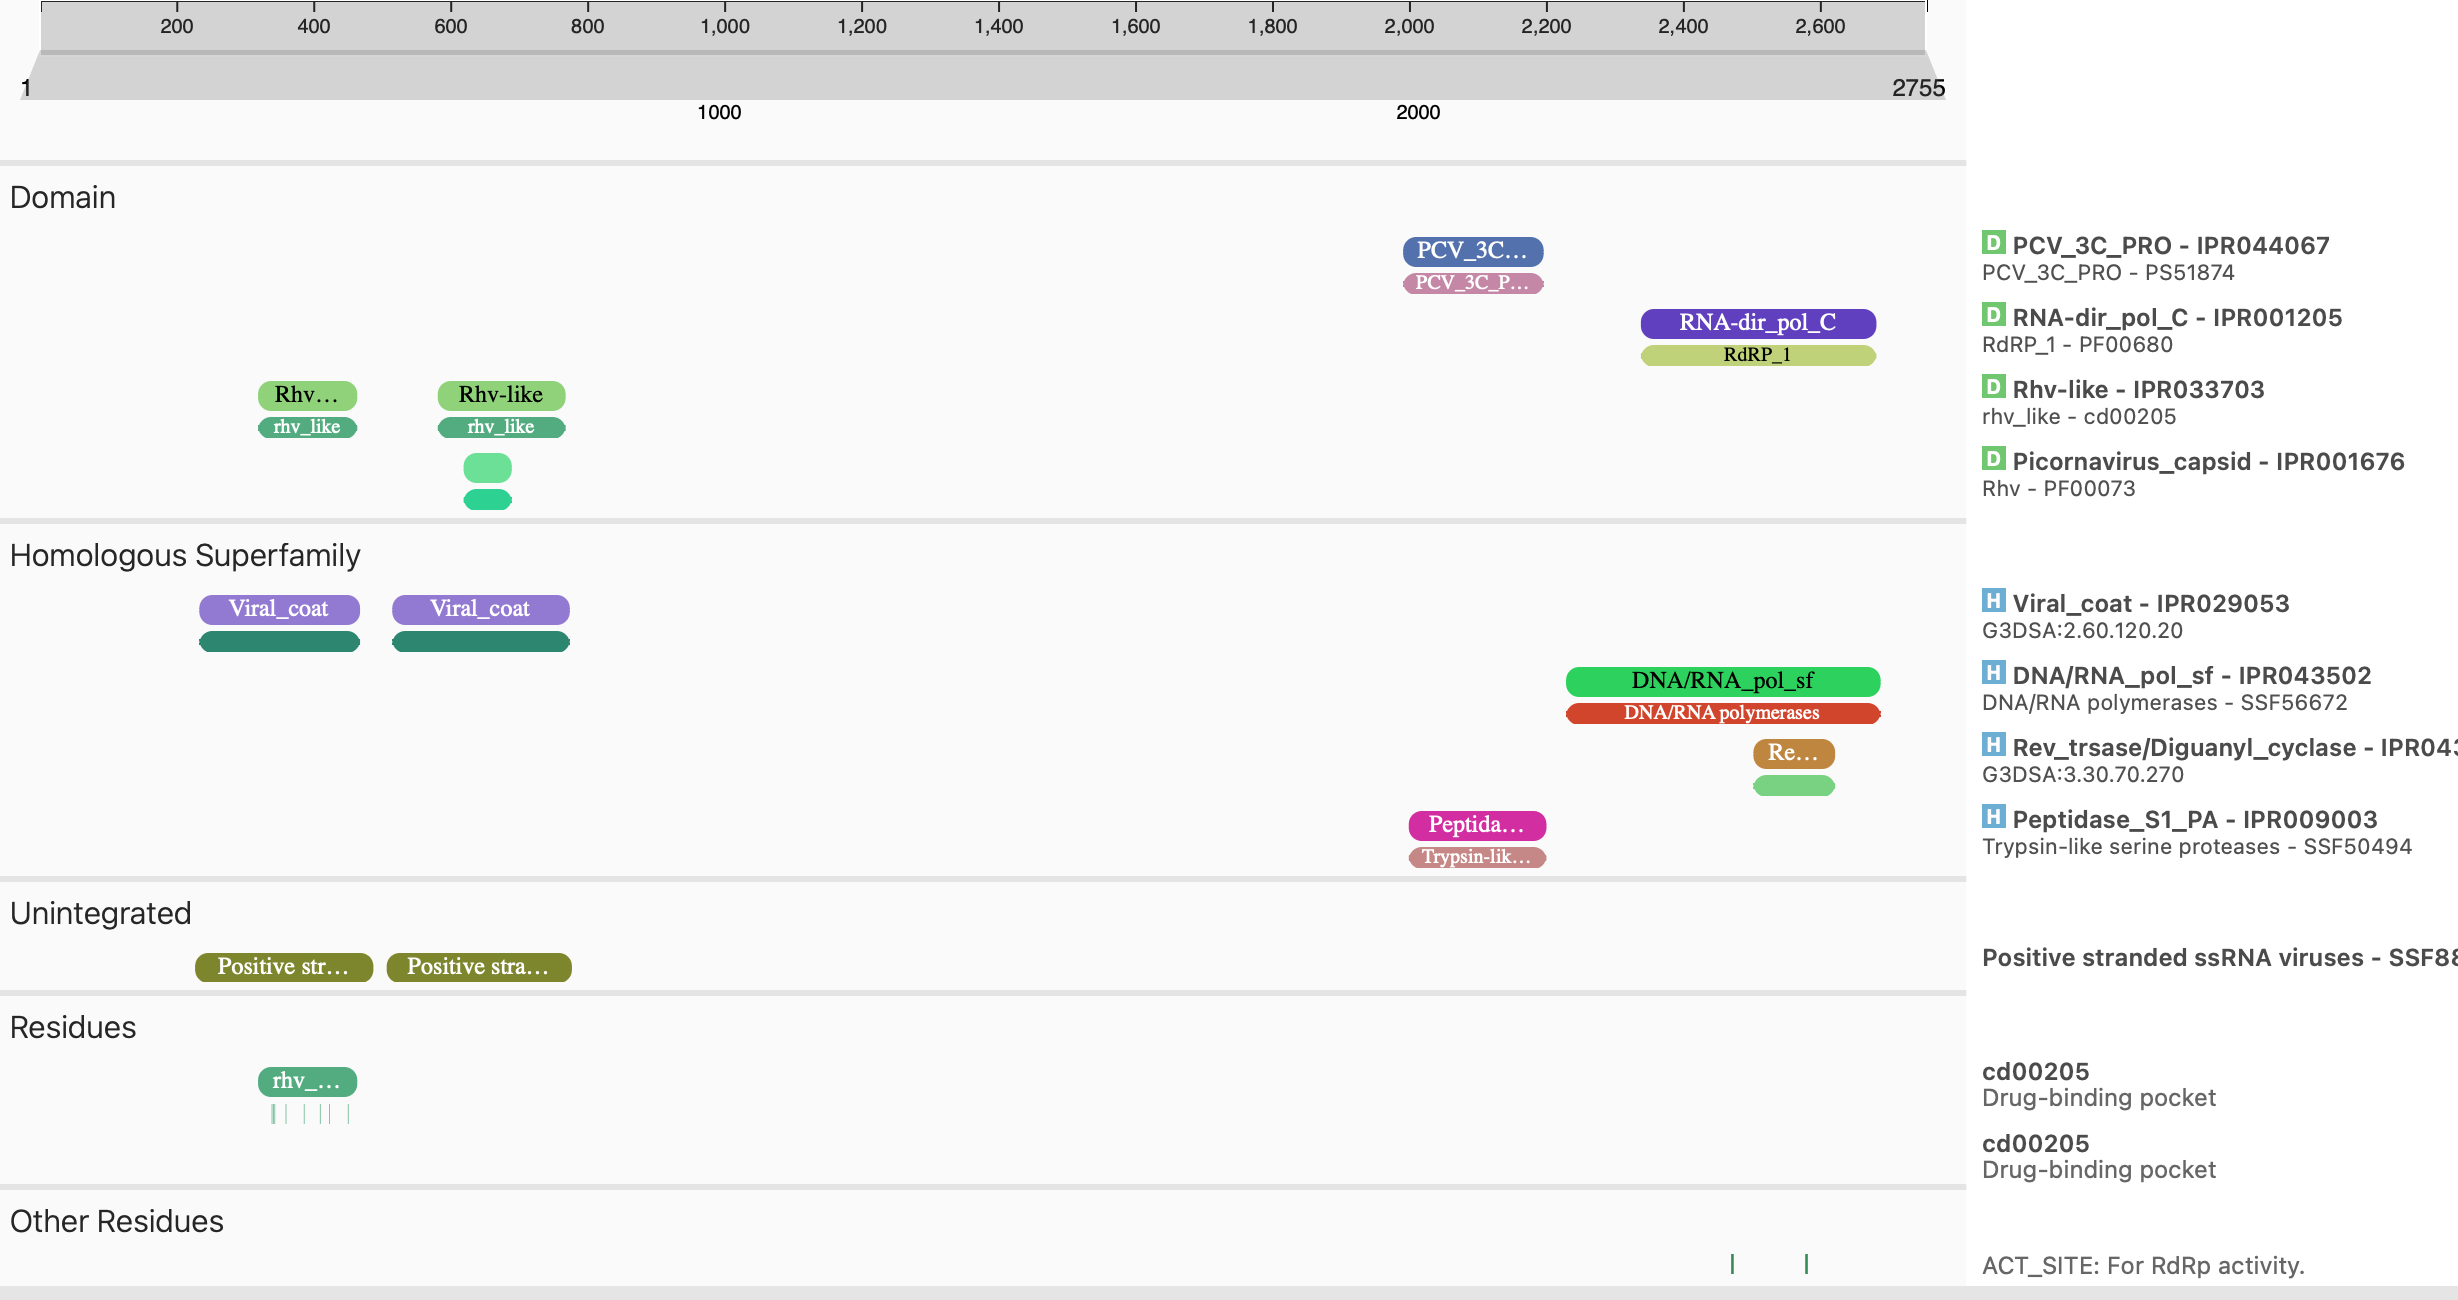 200 400 600 800 1,000 1,200 1,400 1,600 1,800 2,000 2,200 2,400 2,600
1 2755
1000 2000
Domain
PCV_3C... PCV_3C_PRO - IPR044067
PCV_3C_P... PCV_3C_PRO - PS51874
RNA-dir_pol_C RNA-dir_pol_C - IPR001205
RdRP_1 RdRP_1 - PF00680
Rhv... Rhv-like Rhv-like - IPR033703
rhv_like rhv_like rhv_like - cd00205
Picornavirus_capsid - IPR001676
Rhv - PF00073
Homologous Superfamily
Viral_coat Viral_coat Viral_coat - IPR029053
G3DSA:2.60.120.20
DNA/RNA_pol_sf DNA/RNA_pol_sf - IPR043502
DNA/RNA polymerases DNA/RNA polymerases - SSF56672
Re... Rev_trsase/Diguanyl_cyclase - IPR043
G3DSA:3.30.70.270
Peptida... Peptidase_S1_PA - IPR009003
Trypsin-lik... Trypsin-like serine proteases - SSF50494
Unintegrated
Positive str... Positive stra... Positive stranded ssRNA viruses - SSF88
Residues
rhv_... cd00205
Drug-binding pocket
cd00205
Drug-binding pocket
Other Residues
ACT_SITE: For RdRp activity.